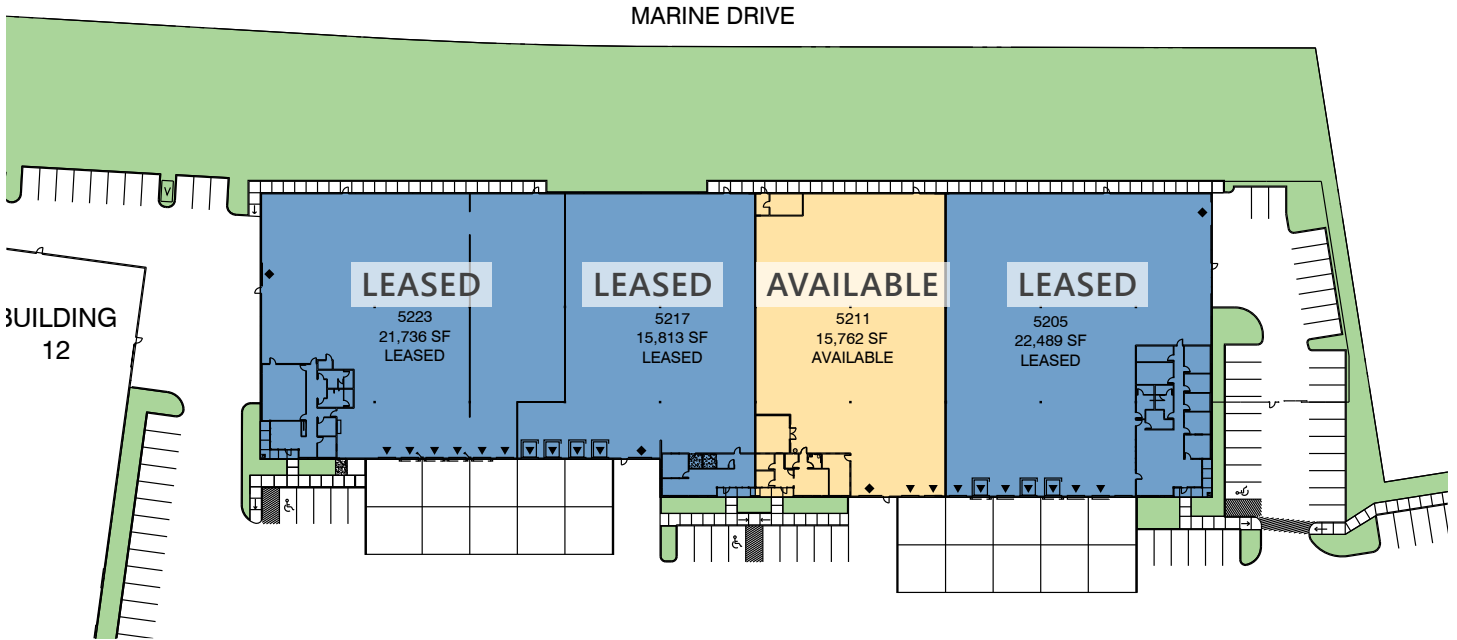 MARINE DRIVE
V
LEASED
5223
21,736 SF
LEASED
LEASED
5217
15,813 SF
LEASED
AVAILABLE
5211
15,762 SF
AVAILABLE
LEASED
5205
22,489 SF
LEASED
BUILDING
12